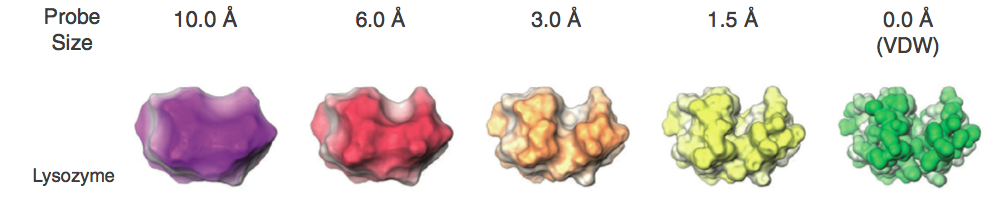 Probe
Size
10.0 Å
6.0 Å
3.0 Å
1.5 Å
0.0 Å
(VDW)
Lysozyme